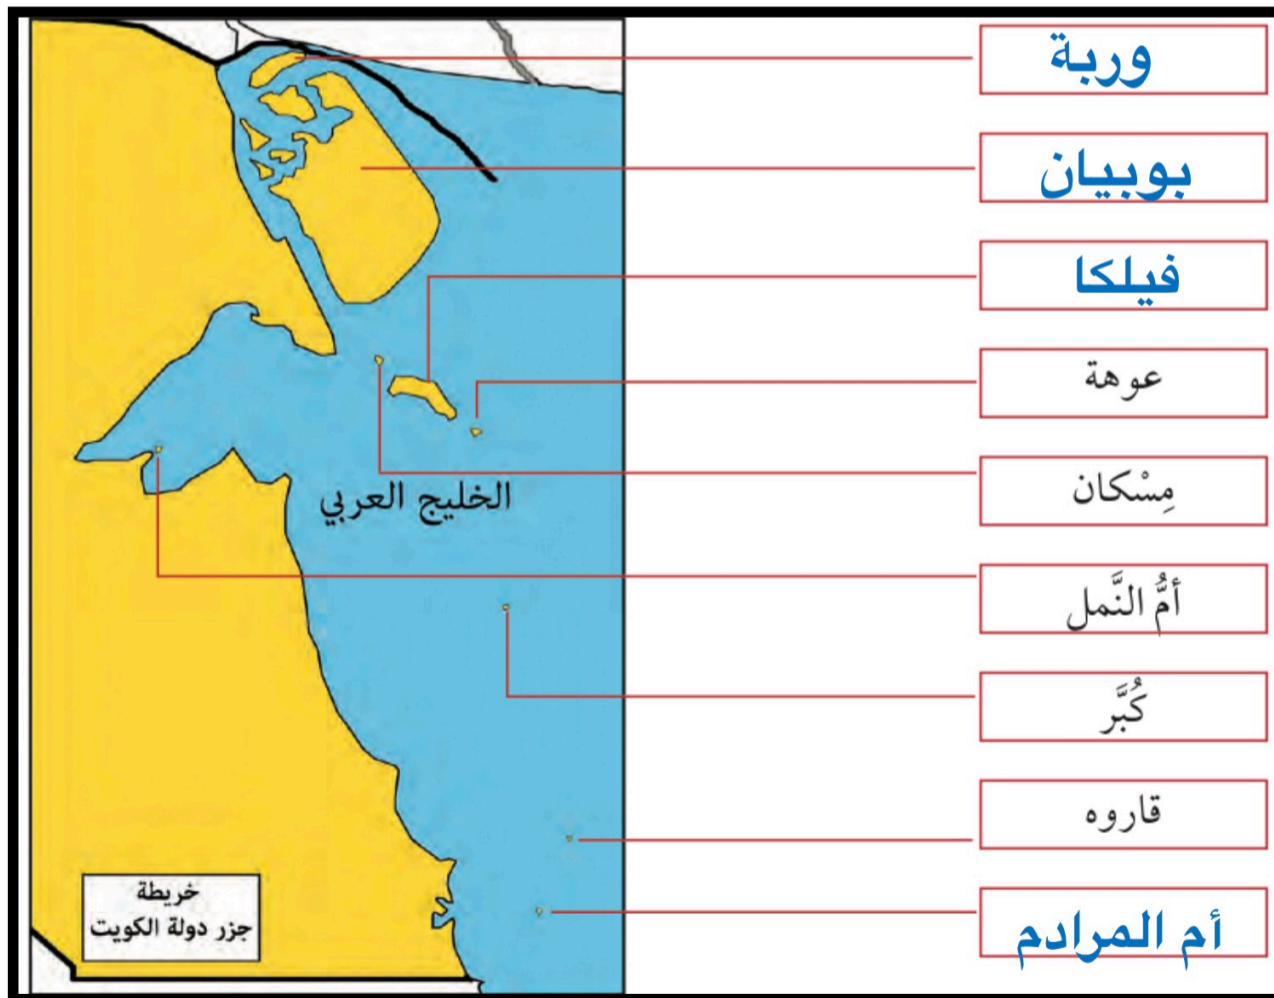 وربة
بوبيان
فيلكا
عوهة
مِسْكان
أمُّ النَّمل
كُبَّر
قاروه
أم المرادم
الخليج العربي
خريطة
جزر دولة الكويت